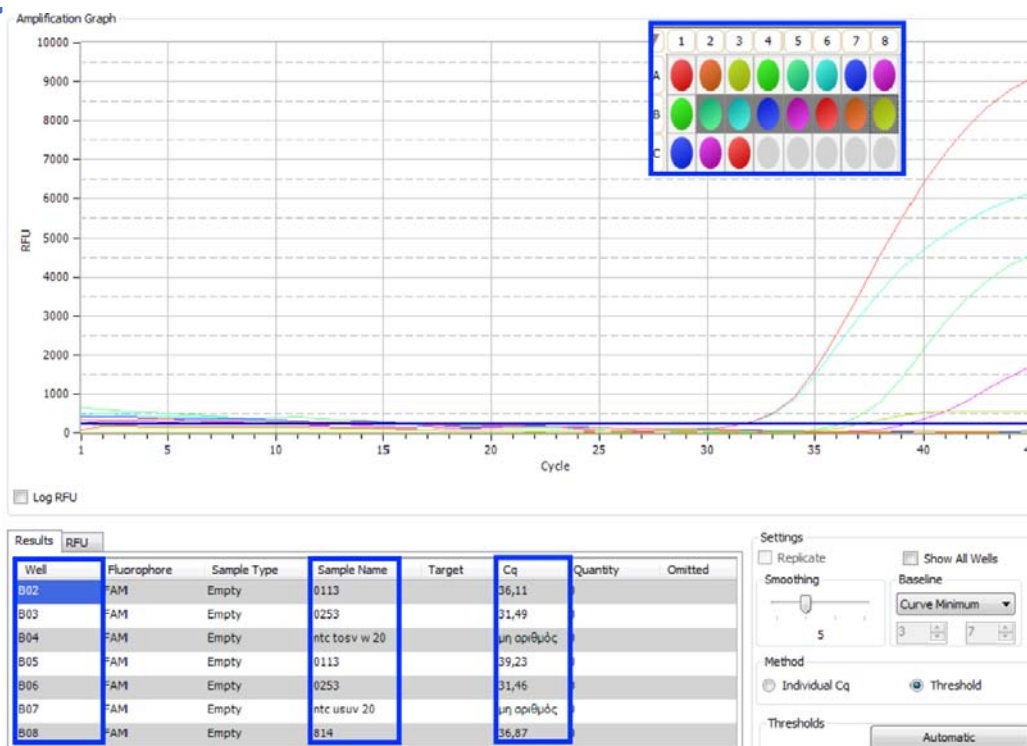 Amplification Graph
10000
9000
8000
7000
6000
5000
4000
3000
2000
1000
0
RFU
1 5 10 15 20 25 30 35 40
Cycle
1 2 3 4 5 6 7 8
A
B
C
Log RFU
Results RFU
Well Fluorophore Sample Type Sample Name Target Cq Quantity Omitted
B02 FAM Empty 0113 36,11
B03 FAM Empty 0253 31,49
B04 FAM Empty ntc tosv w 20 μη αριθμός
B05 FAM Empty 0113 39,23
B06 FAM Empty 0253 31,46
B07 FAM Empty ntc usuv 20 μη αριθμός
B08 FAM Empty 814 36,87
Settings
Replicate Show All Wells
Smoothing Baseline
Curve Minimum
5 3 7
Method
Individual Cq Threshold
Thresholds
Automatic